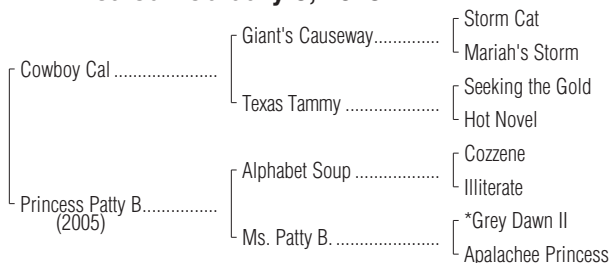 Giant's Causeway..............
Storm Cat
Mariah's Storm
Cowboy Cal ......................
Texas Tammy ....................
Seeking the Gold
Hot Novel
Princess Patty B................
(2005)
Alphabet Soup ..................
Cozzene
Illiterate
Ms. Patty B. ......................
*Grey Dawn II
Apalachee Princess